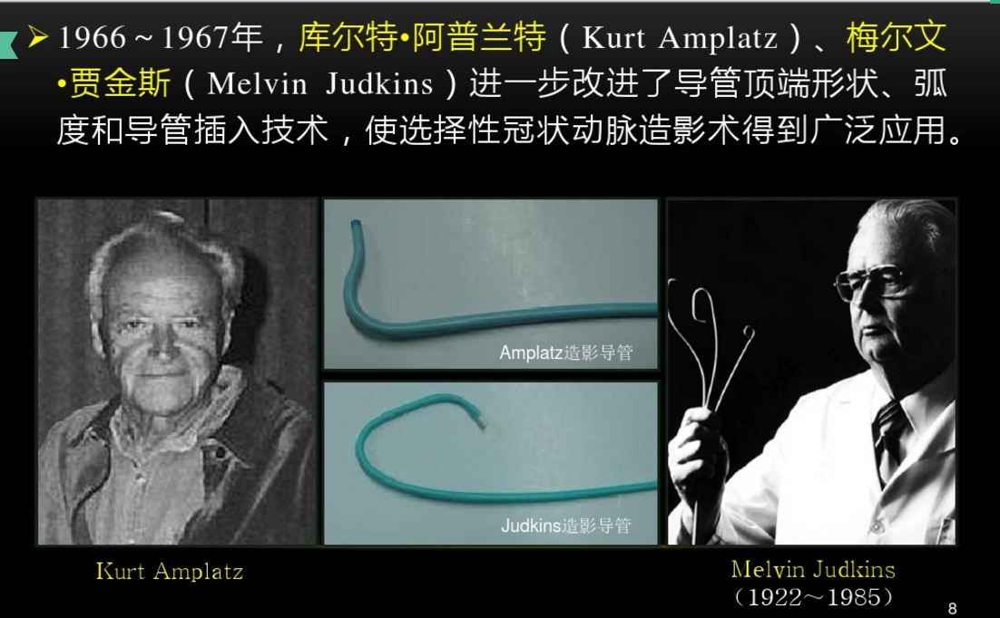 ➢ 1966～1967年，库尔特•阿普兰特（Kurt Amplatz）、梅尔文
•贾金斯（Melvin Judkins）进一步改进了导管顶端形状、弧
度和导管插入技术，使选择性冠状动脉造影术得到广泛应用。
Amplatz造影导管
Judkins造影导管
Kurt Amplatz
Melvin Judkins
（1922～1985）
8